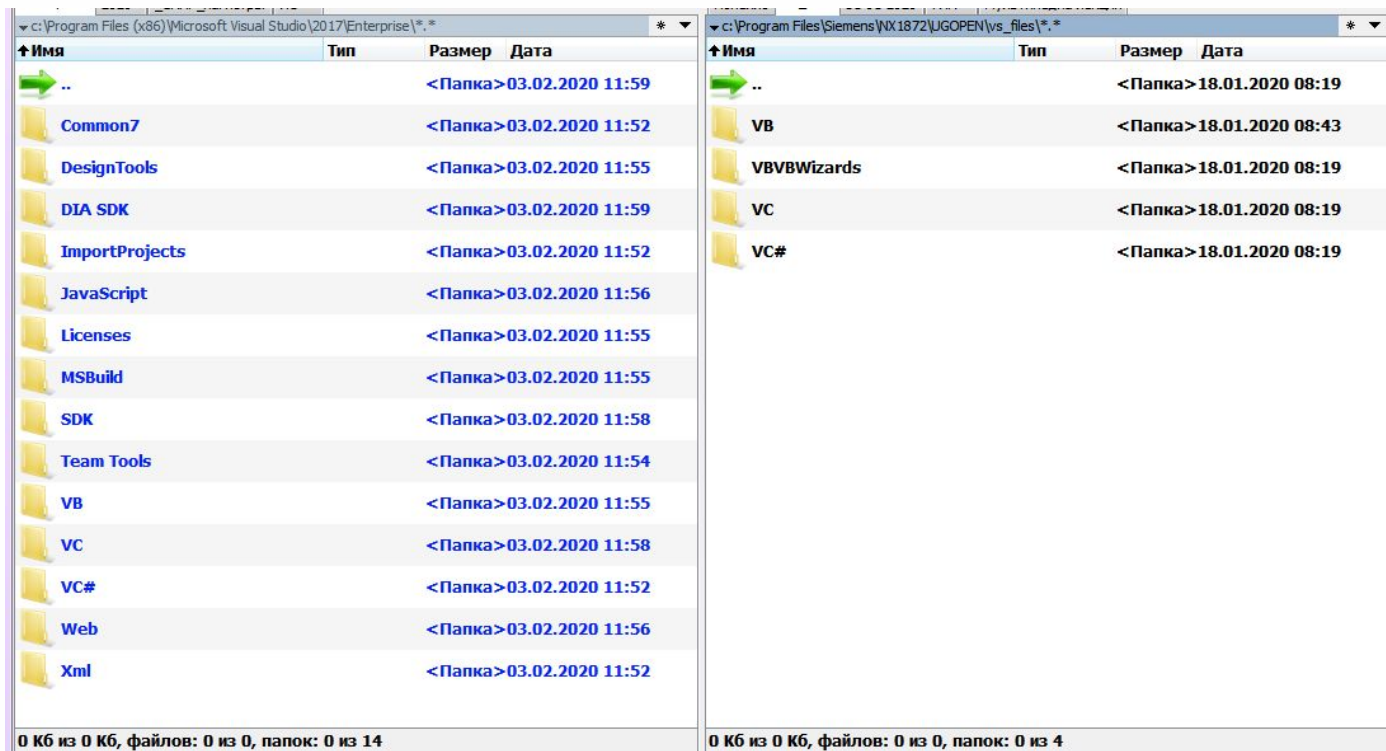 c:\Program Files (x86)\Microsoft Visual Studio\2017\Enterprise\*.*
Имя Тип Размер Дата
.. <Папка> 03.02.2020 11:59
Common7 <Папка> 03.02.2020 11:52
DesignTools <Папка> 03.02.2020 11:55
DIA SDK <Папка> 03.02.2020 11:59
ImportProjects <Папка> 03.02.2020 11:52
JavaScript <Папка> 03.02.2020 11:56
Licenses <Папка> 03.02.2020 11:55
MSBuild <Папка> 03.02.2020 11:55
SDK <Папка> 03.02.2020 11:58
Team Tools <Папка> 03.02.2020 11:54
VB <Папка> 03.02.2020 11:55
VC <Папка> 03.02.2020 11:58
VC# <Папка> 03.02.2020 11:52
Web <Папка> 03.02.2020 11:56
Xml <Папка> 03.02.2020 11:52
0 Кб из 0 Кб, файлов: 0 из 0, папок: 0 из 14
c:\Program Files\Siemens\NX1872\UGOPEN\vs_files\*.*
Имя Тип Размер Дата
.. <Папка> 18.01.2020 08:19
VB <Папка> 18.01.2020 08:43
VBVBWizards <Папка> 18.01.2020 08:19
VC <Папка> 18.01.2020 08:19
VC# <Папка> 18.01.2020 08:19
0 Кб из 0 Кб, файлов: 0 из 0, папок: 0 из 4